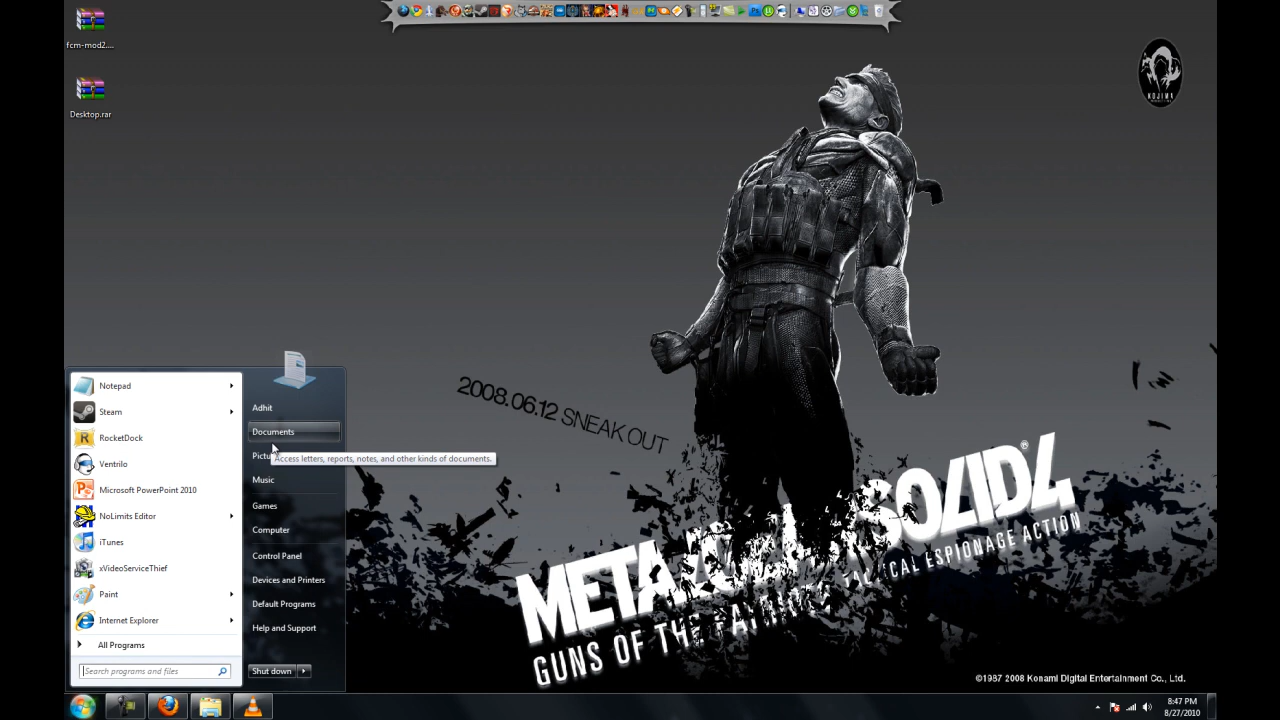 fcm-mod2....
Desktop.rar
KOJIMA
2008.06.12 SNEAK OUT
SOLID4
GUNS OF THE
©1987 2008 Konami Digital Entertainment Co., Ltd.
Notepad
Steam
RocketDock
Ventrilo
Microsoft PowerPoint 2010
NoLimits Editor
iTunes
xVideoServiceThief
Paint
Internet Explorer
All Programs
Search programs and files
Adhit
Documents
Access letters, reports, notes, and other kinds of documents.
Music
Games
Computer
Control Panel
Devices and Printers
Default Programs
Help and Support
Shut down
8:47 PM
8/27/2010